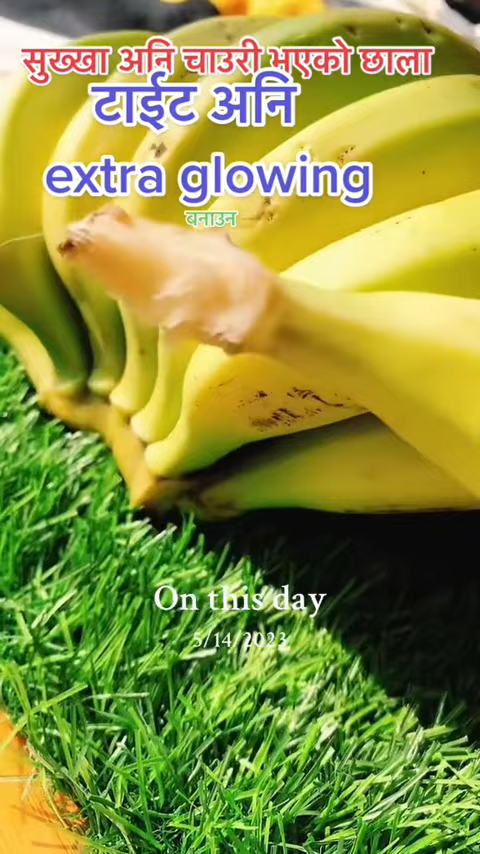 सुख्खा अनि चाउरी भएको छाला
टाईट अनि
extra glowing
बनाउन
On this day
5/14/2023